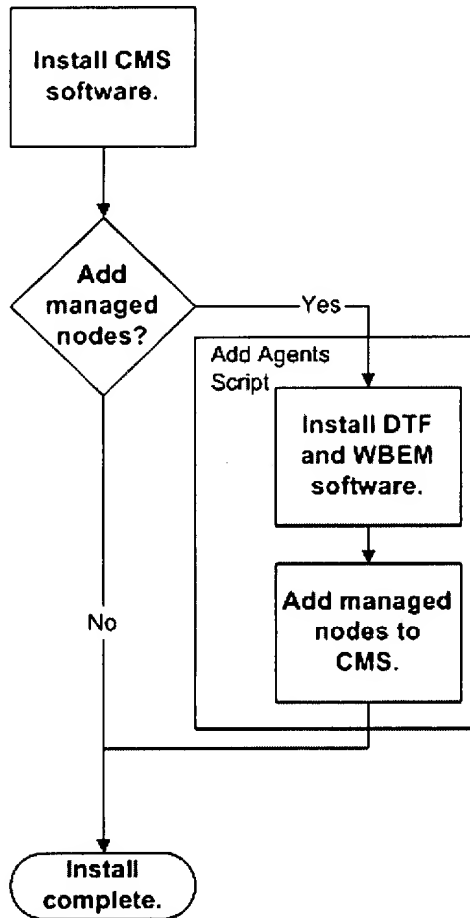 Install CMS
software.
Add
managed
nodes?
Yes
Add Agents
Script
Install DTF
and WBEM
software.
Add managed
nodes to
CMS.
No
Install
complete.